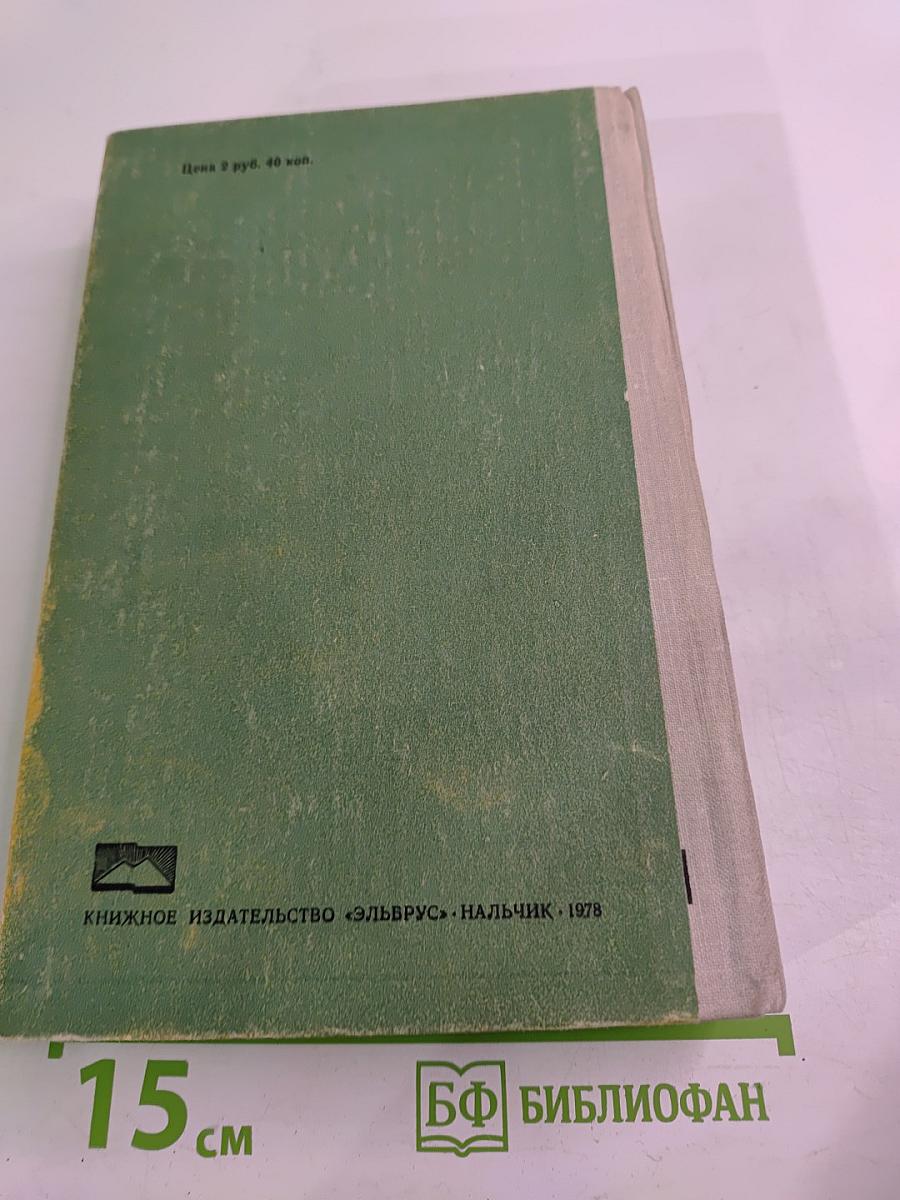 Цена 2 руб. 40 коп.
КНИЖНОЕ ИЗДАТЕЛЬСТВО «ЭЛЬБРУС» · НАЛЬЧИК · 1978
15 см
БФ БИБЛИОФАН